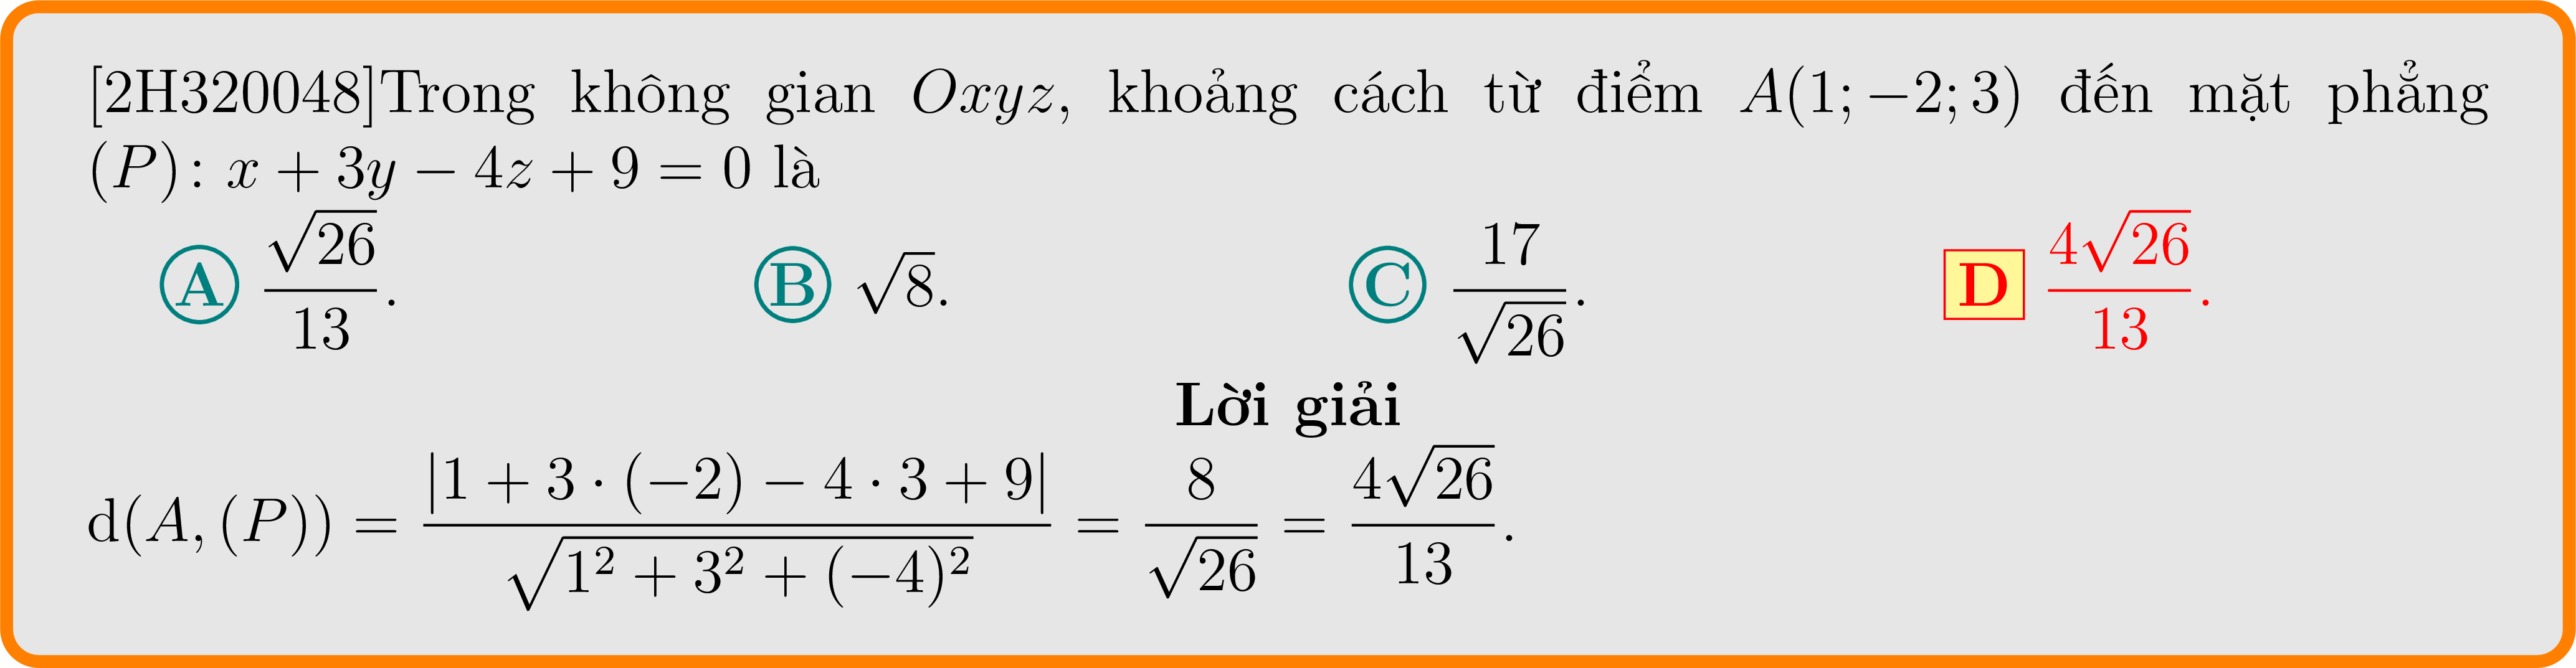 [2H320048]Trong không gian $Oxyz$, khoảng cách từ điểm $A(1;-2;3)$ đến mặt phẳng
$(P)\colon x+3y-4z+9=0$ là
A $\frac{\sqrt{26}}{13}$. B $\sqrt{8}$. C $\frac{17}{\sqrt{26}}$. D $\frac{4\sqrt{26}}{13}$.
Lời giải
$\mathrm{d}(A,(P))=\frac{|1+3\cdot(-2)-4\cdot 3+9|}{\sqrt{1^2+3^2+(-4)^2}}=\frac{8}{\sqrt{26}}=\frac{4\sqrt{26}}{13}$.